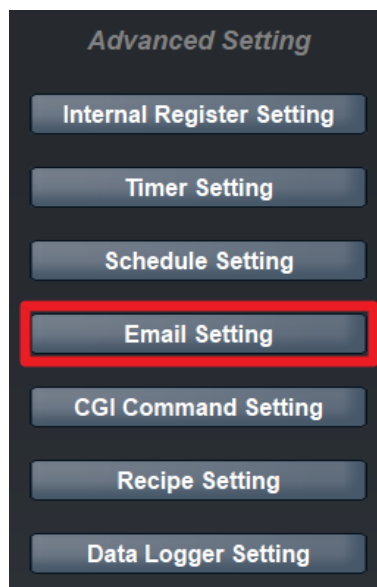 Advanced Setting
Internal Register Setting
Timer Setting
Schedule Setting
Email Setting
CGI Command Setting
Recipe Setting
Data Logger Setting